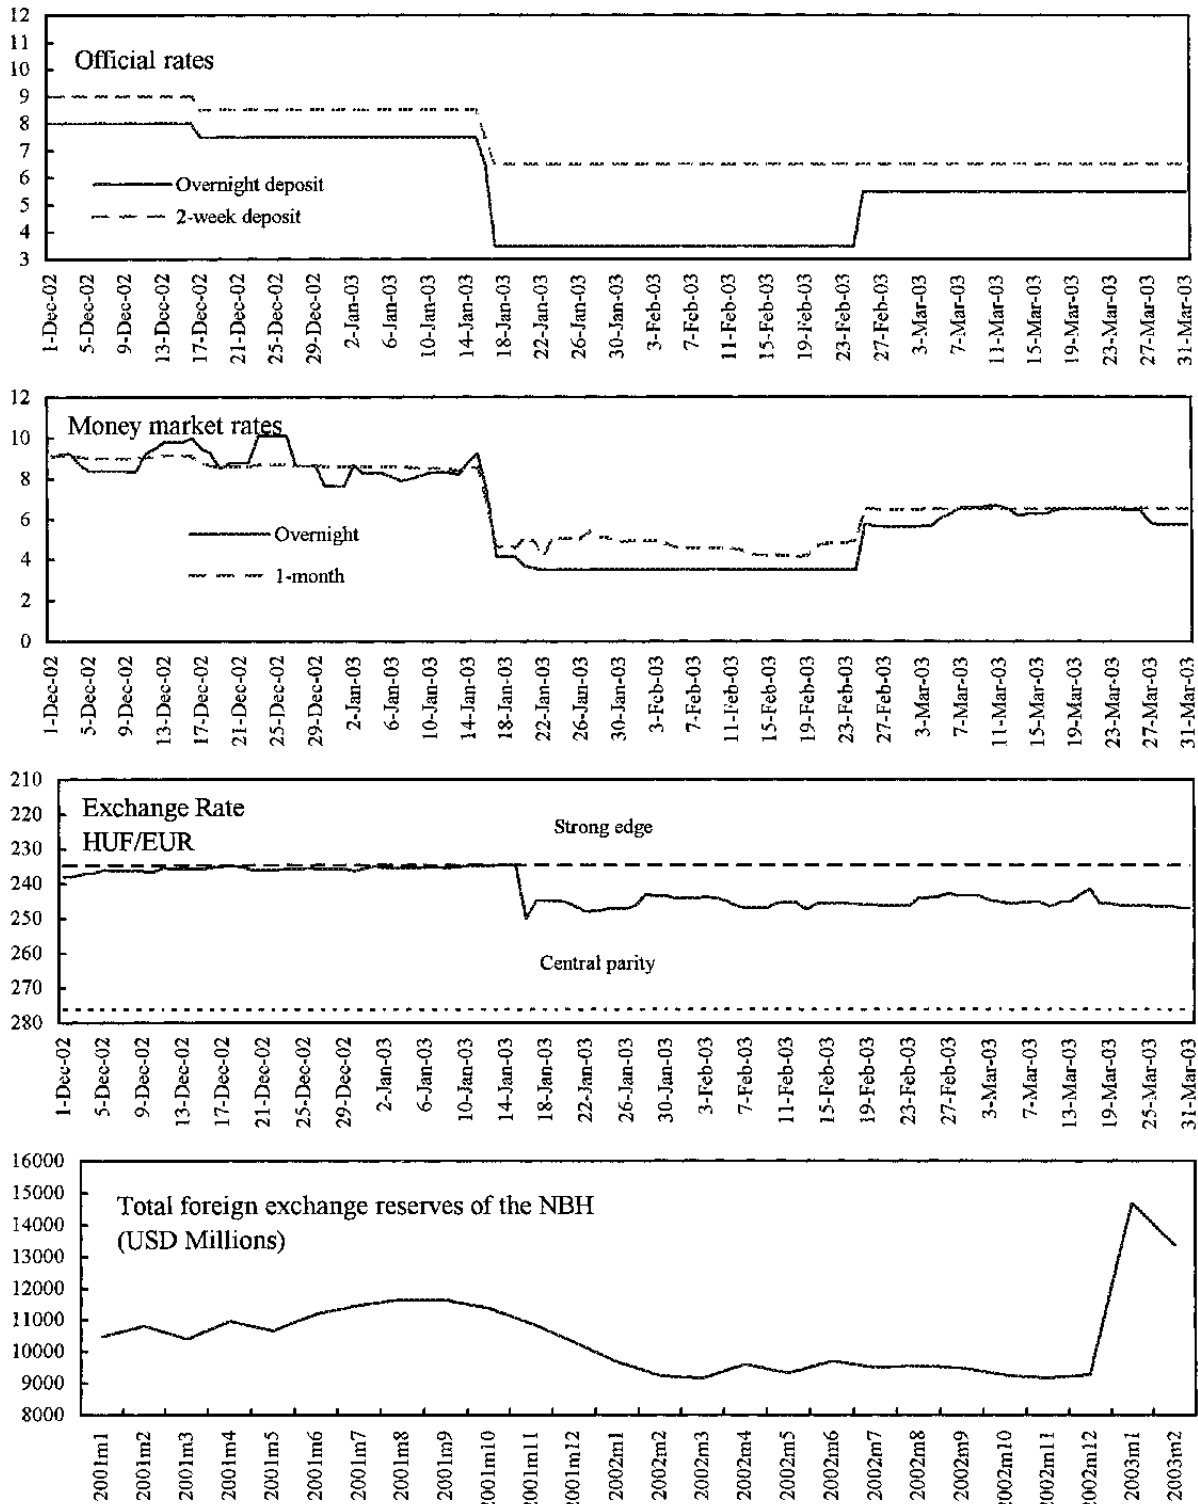 12
11
Official rates
10
9
8
7
6
Overnight deposit
5
2-week deposit
4
3
1-Dec-02 5-Dec-02 9-Dec-02 13-Dec-02 17-Dec-02 21-Dec-02 25-Dec-02 29-Dec-02 2-Jan-03 6-Jan-03 10-Jan-03 14-Jan-03 18-Jan-03 22-Jan-03 26-Jan-03 30-Jan-03 3-Feb-03 7-Feb-03 11-Feb-03 15-Feb-03 19-Feb-03 23-Feb-03 27-Feb-03 3-Mar-03 7-Mar-03 11-Mar-03 15-Mar-03 19-Mar-03 23-Mar-03 27-Mar-03 31-Mar-03
12
Money market rates
10
8
6
Overnight
4
1-month
2
0
1-Dec-02 5-Dec-02 9-Dec-02 13-Dec-02 17-Dec-02 21-Dec-02 25-Dec-02 29-Dec-02 2-Jan-03 6-Jan-03 10-Jan-03 14-Jan-03 18-Jan-03 22-Jan-03 26-Jan-03 30-Jan-03 3-Feb-03 7-Feb-03 11-Feb-03 15-Feb-03 19-Feb-03 23-Feb-03 27-Feb-03 3-Mar-03 7-Mar-03 11-Mar-03 15-Mar-03 19-Mar-03 23-Mar-03 27-Mar-03 31-Mar-03
210
Exchange Rate
220
Strong edge
HUF/EUR
230
240
250
260
Central parity
270
280
1-Dec-02 5-Dec-02 9-Dec-02 13-Dec-02 17-Dec-02 21-Dec-02 25-Dec-02 29-Dec-02 2-Jan-03 6-Jan-03 10-Jan-03 14-Jan-03 18-Jan-03 22-Jan-03 26-Jan-03 30-Jan-03 3-Feb-03 7-Feb-03 11-Feb-03 15-Feb-03 19-Feb-03 23-Feb-03 27-Feb-03 3-Mar-03 7-Mar-03 13-Mar-03 19-Mar-03 25-Mar-03 31-Mar-03
16000
15000
Total foreign exchange reserves of the NBH
14000
(USD Millions)
13000
12000
11000
10000
9000
8000
2001m1 2001m2 2001m3 2001m4 2001m5 2001m6 2001m7 2001m8 2001m9 2001m10 2001m11 2001m12 2002m1 2002m2 2002m3 2002m4 2002m5 2002m6 2002m7 2002m8 2002m9 2002m10 2002m11 2002m12 2003m1 2003m2